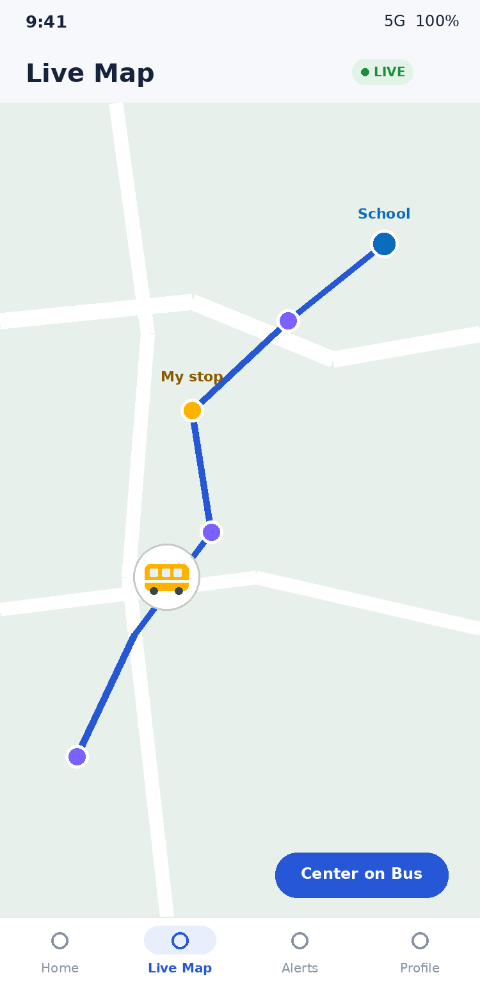 9:41
5G 100%
Live Map
LIVE
School
My stop
Center on Bus
Home
Live Map
Alerts
Profile